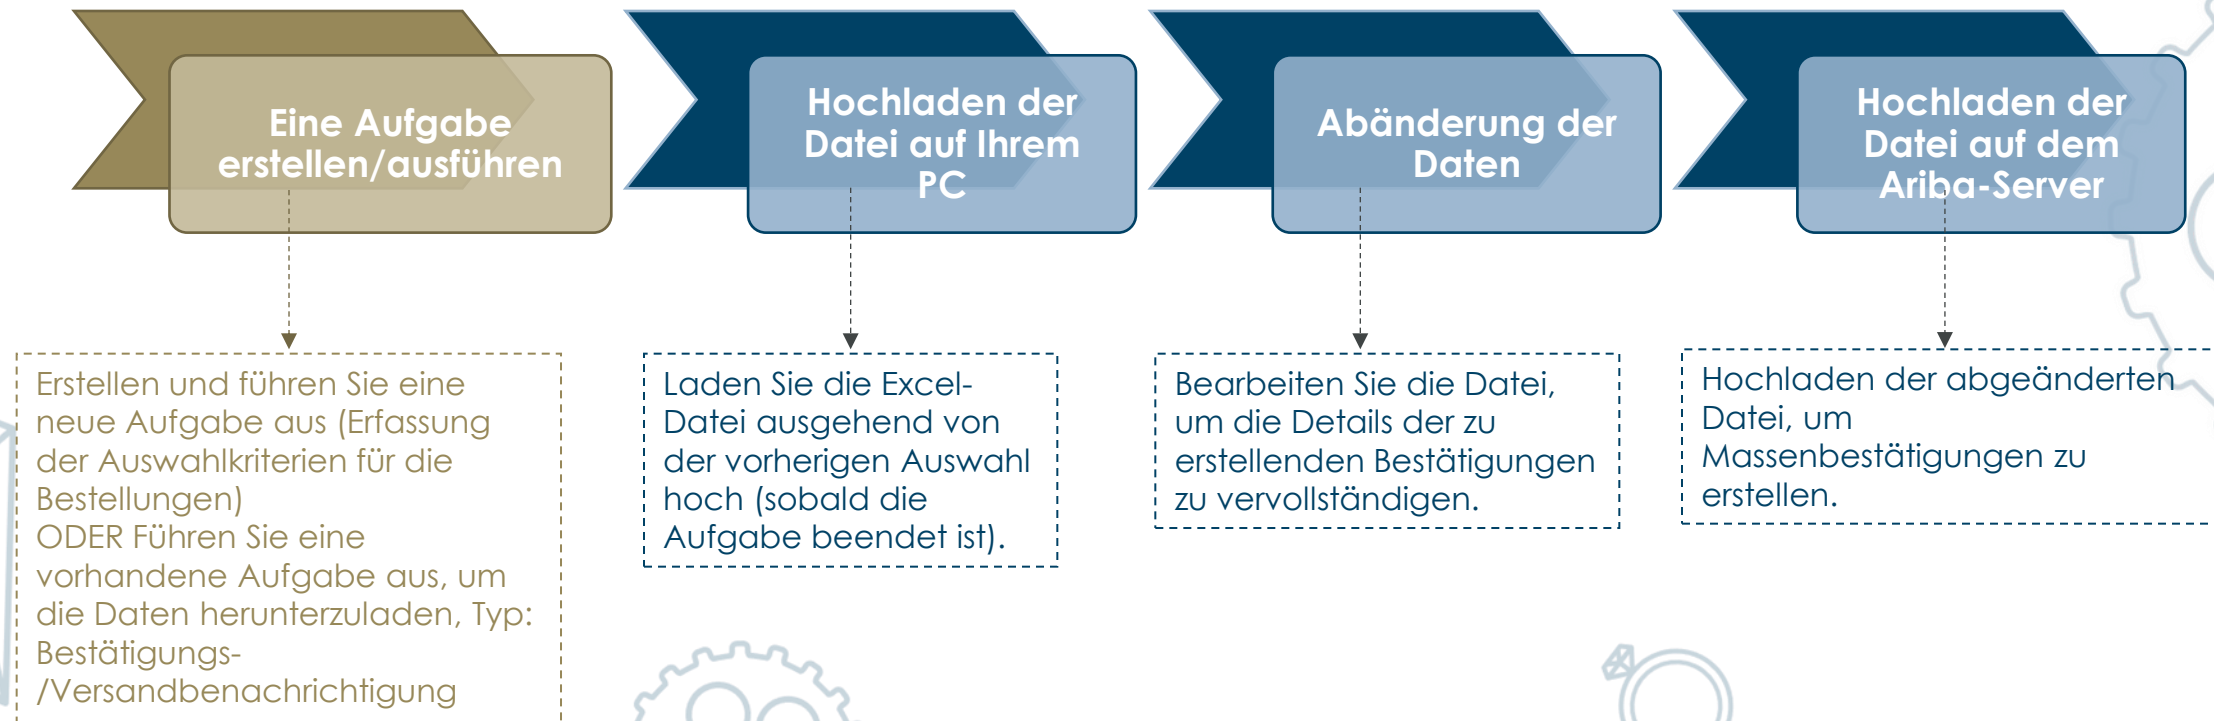 Eine Aufgabe
erstellen/ausführen
Hochladen der
Datei auf Ihrem
PC
Abänderung der
Daten
Hochladen der
Datei auf dem
Ariba-Server
Erstellen und führen Sie eine
neue Aufgabe aus (Erfassung
der Auswahlkriterien für die
Bestellungen)
ODER Führen Sie eine
vorhandene Aufgabe aus, um
die Daten herunterzuladen, Typ:
Bestätigungs-
/Versandbenachrichtigung
Laden Sie die Excel-
Datei ausgehend von
der vorherigen Auswahl
hoch (sobald die
Aufgabe beendet ist).
Bearbeiten Sie die Datei,
um die Details der zu
erstellenden Bestätigungen
zu vervollständigen.
Hochladen der abgeänderten
Datei, um
Massenbestätigungen zu
erstellen.